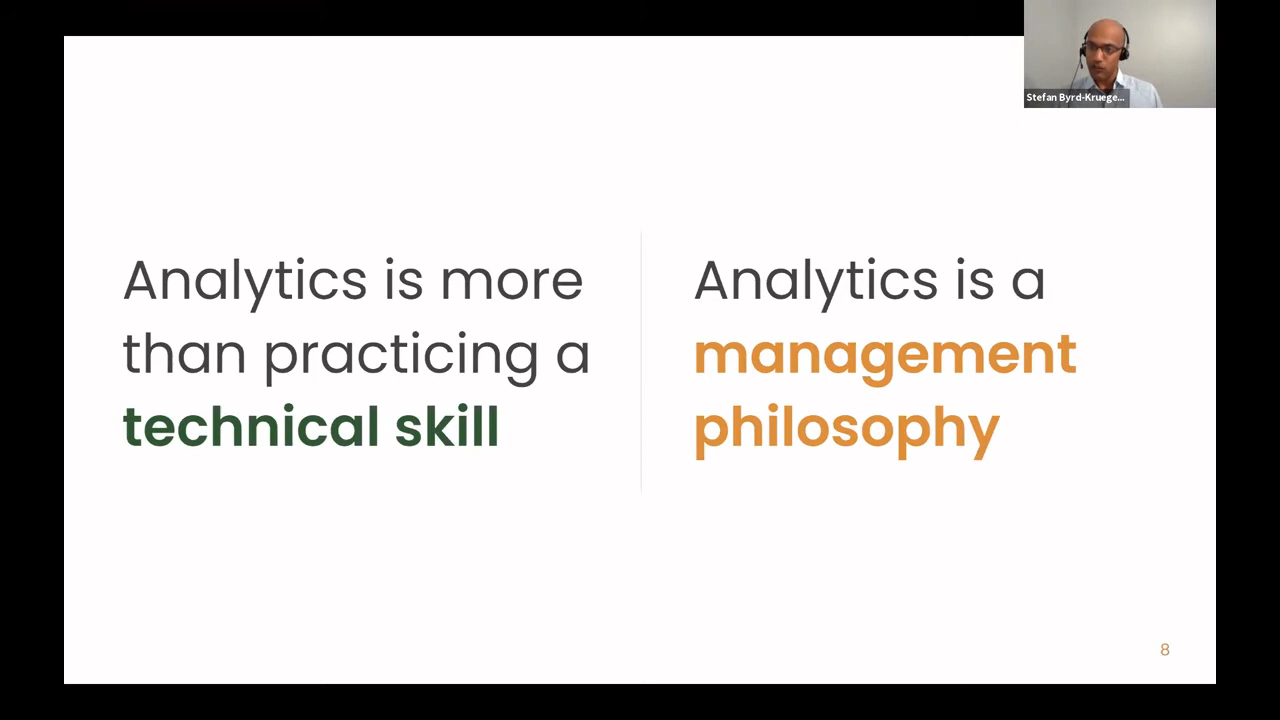 Stefan Byrd-Kruege...
Analytics is more
than practicing a
technical skill
Analytics is a
management
philosophy
8